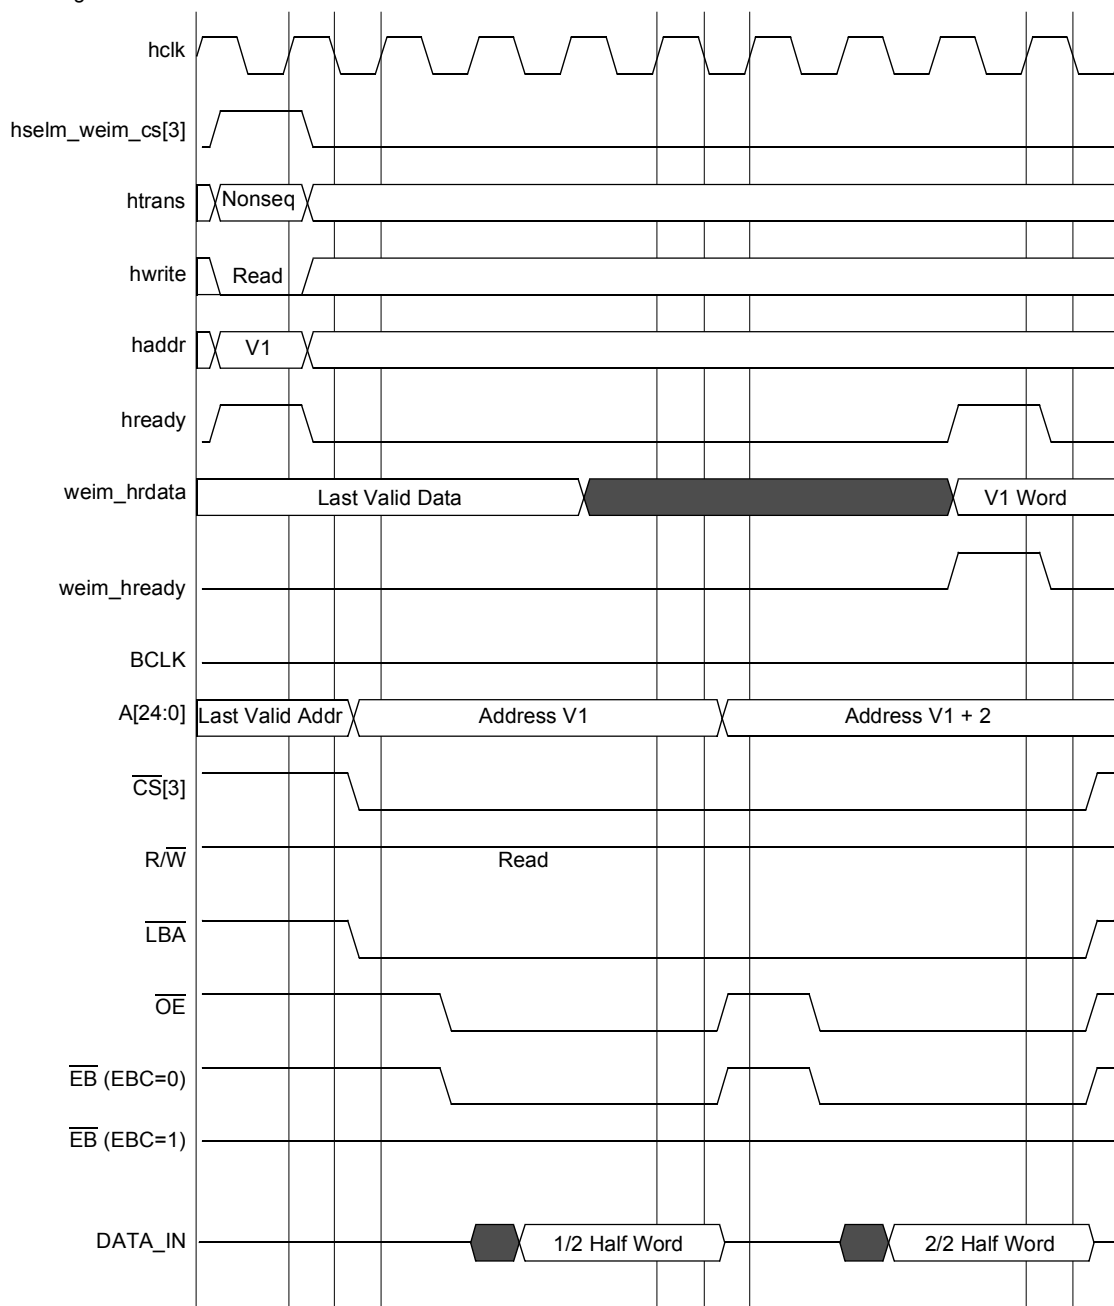 hclk
hselm_weim_cs[3]
htrans Nonseq
hwrite Read
haddr V1
hready
weim_hrdata Last Valid Data V1 Word
weim_hready
BCLK
A[24:0] Last Valid Addr Address V1 Address V1 + 2
CS[3]
R/W Read
LBA
OE
EB (EBC=0)
EB (EBC=1)
DATA_IN 1/2 Half Word 2/2 Half Word